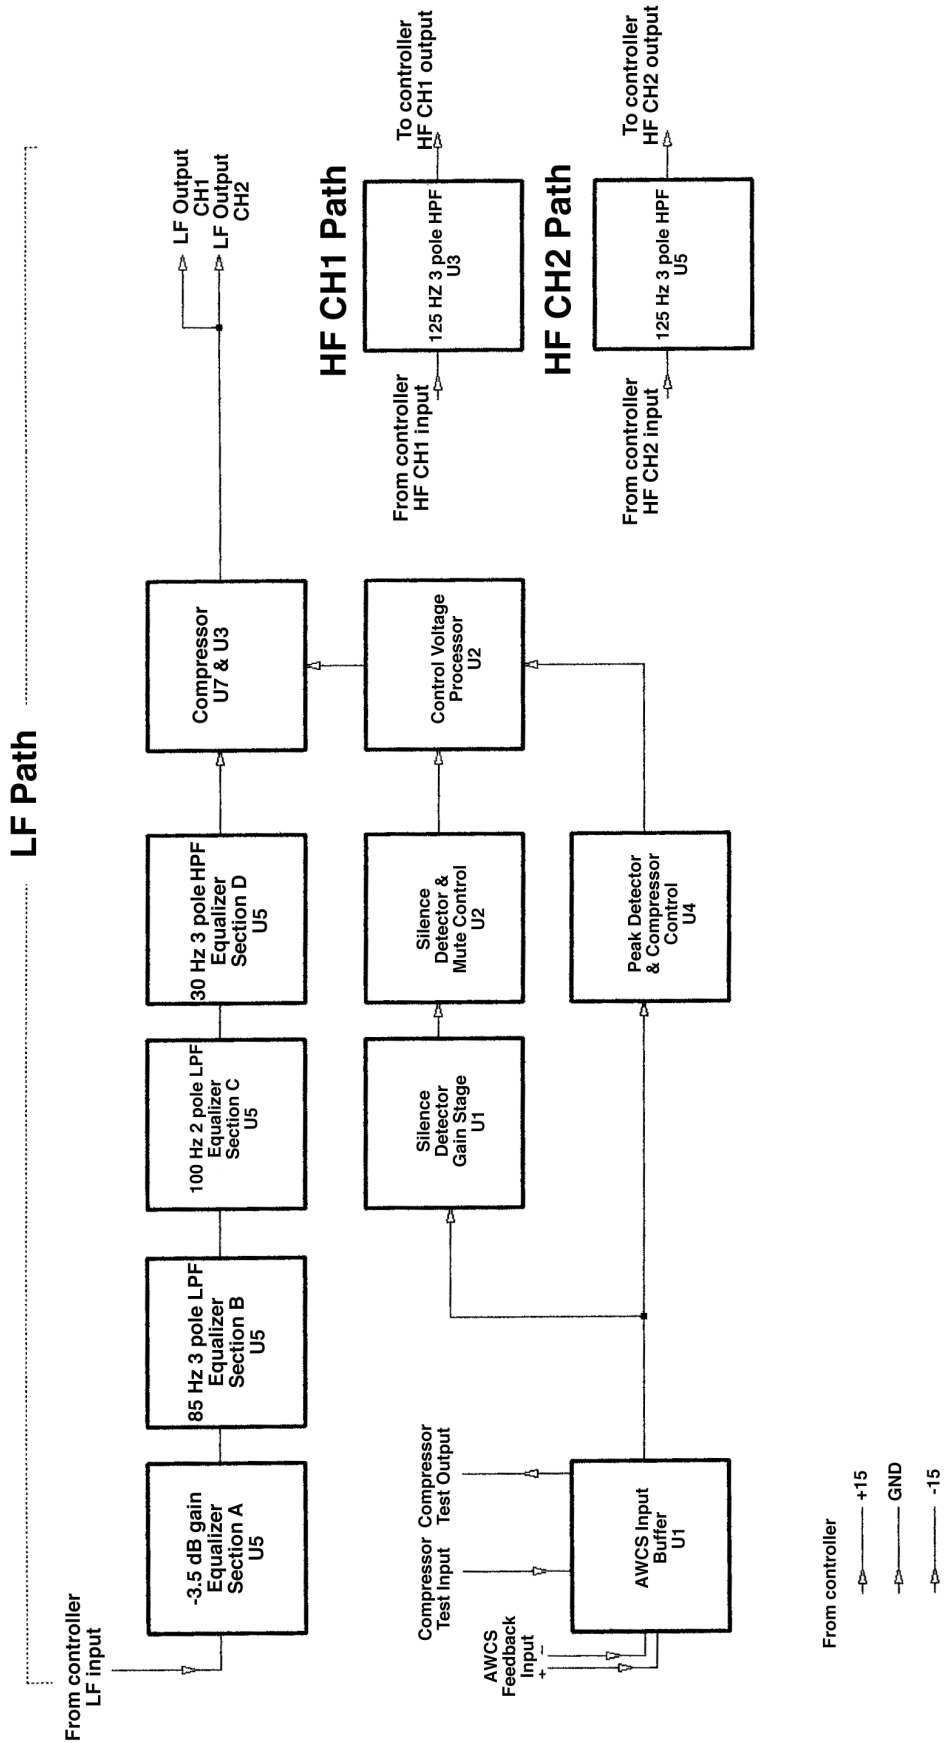 LF Path
From controller
LF input
-3.5 dB gain
Equalizer
Section A
U5
85 Hz 3 pole LPF
Equalizer
Section B
U5
100 Hz 2 pole LPF
Equalizer
Section C
U5
30 Hz 3 pole HPF
Equalizer
Section D
U5
Compressor
U7 & U3
LF Output
CH1
LF Output
CH2
Silence
Detector
Gain Stage
U1
Silence
Detector &
Mute Control
U2
Control Voltage
Processor
U2
HF CH1 Path
From controller
HF CH1 input
125 HZ 3 pole HPF
U3
To controller
HF CH1 output
Compressor
Test Input
Compressor
Test Output
AWCS
Feedback
Input
+ −
AWCS Input
Buffer
U1
Peak Detector
& Compressor
Control
U4
HF CH2 Path
From controller
HF CH2 input
125 Hz 3 pole HPF
U5
To controller
HF CH2 output
From controller
+15
GND
-15